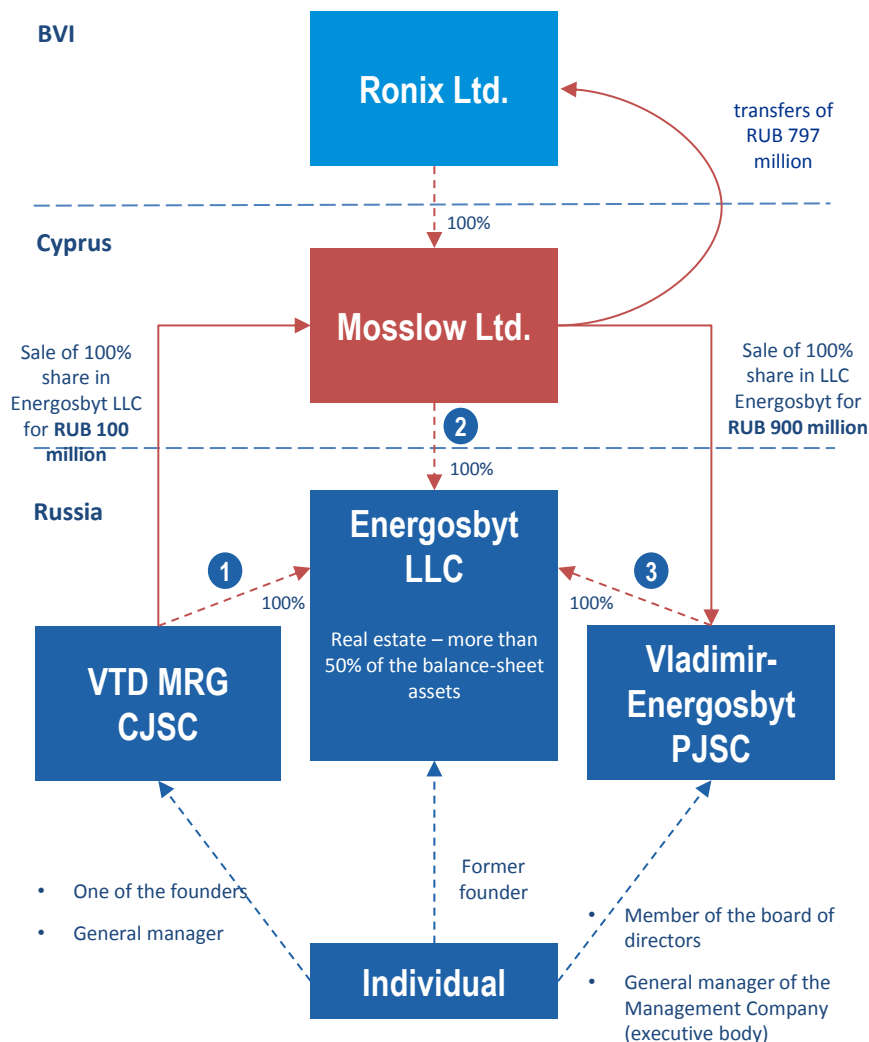 BVI
Ronix Ltd.
transfers of
RUB 797
million
100%
Cyprus
Mosslow Ltd.
Sale of 100%
share in
Energosbyt LLC
for RUB 100
million
Sale of 100%
share in LLC
Energosbyt for
RUB 900 million
2
100%
Russia
Energosbyt
LLC
1
100%
3
100%
Real estate – more than
50% of the balance-sheet
assets
VTD MRG
CJSC
Vladimir-
Energosbyt
PJSC
• One of the founders
• General manager
Former
founder
• Member of the board of
directors
• General manager of the
Management Company
(executive body)
Individual